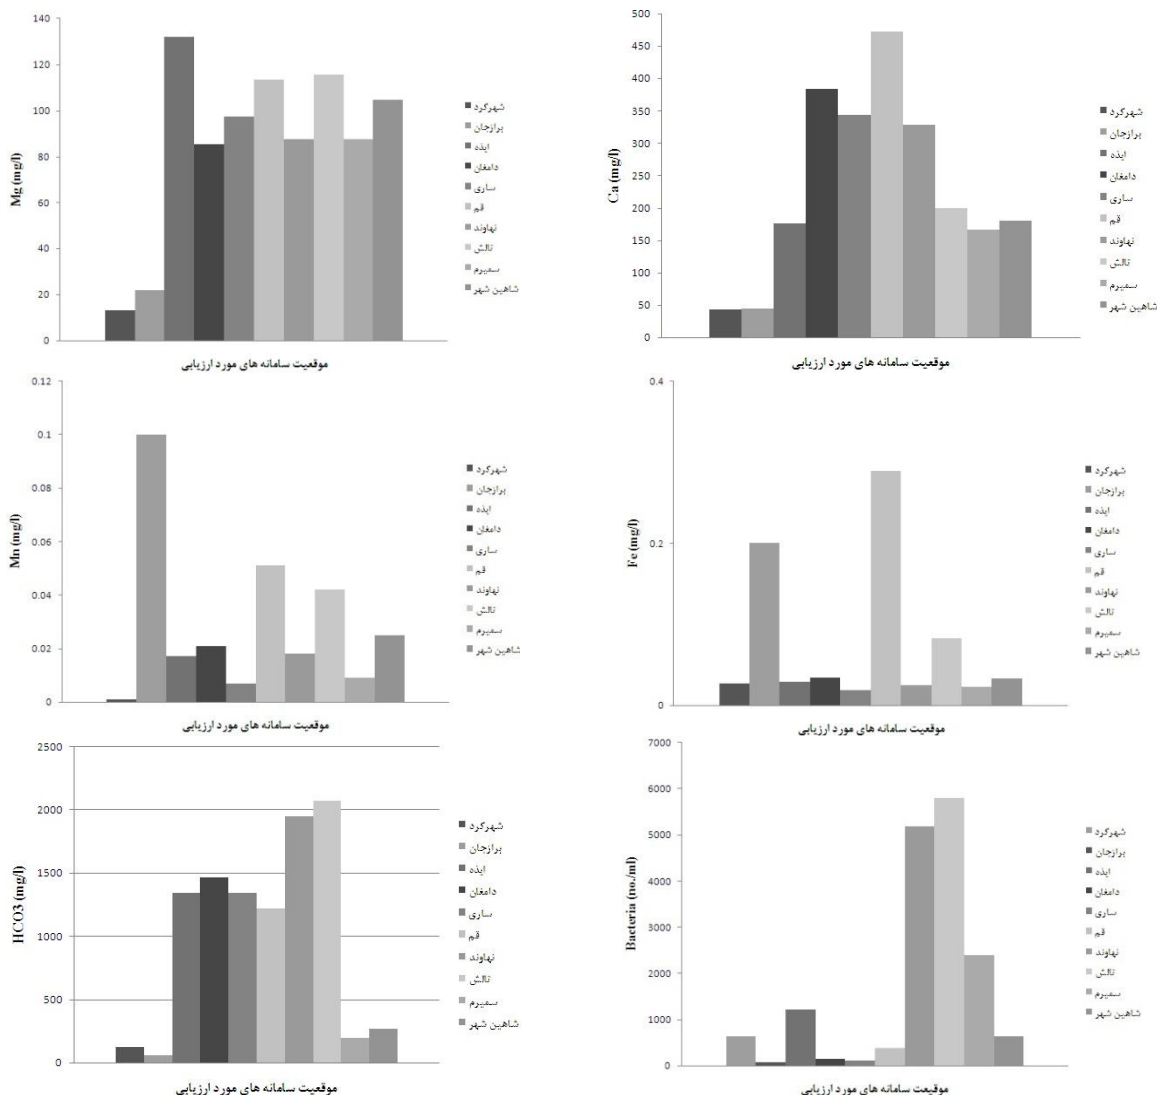 140
120
100
80
60
40
20
0
Mg (mg/l)
شهرکرد
برازجان
ایذه
دامغان
ساری
قم
نهاوند
تالش
سمیرم
شاهین شهر
موقعیت سامانه های مورد ارزیابی
500
450
400
350
300
250
200
150
100
50
0
Ca (mg/l)
شهرکرد
برازجان
ایذه
دامغان
ساری
قم
نهاوند
تالش
سمیرم
شاهین شهر
موقعیت سامانه های مورد ارزیابی
0.12
0.1
0.08
0.06
0.04
0.02
0
Mn (mg/l)
شهرکرد
برازجان
ایذه
دامغان
ساری
قم
نهاوند
تالش
سمیرم
شاهین شهر
موقعیت سامانه های مورد ارزیابی
0.4
0.2
0
Fe (mg/l)
شهرکرد
برازجان
ایذه
دامغان
ساری
قم
نهاوند
تالش
سمیرم
شاهین شهر
موقعیت سامانه های مورد ارزیابی
2500
2000
1500
1000
500
0
HCO3 (mg/l)
شهرکرد
برازجان
ایذه
دامغان
ساری
قم
نهاوند
تالش
سمیرم
شاهین شهر
موقعیت سامانه های مورد ارزیابی
7000
6000
5000
4000
3000
2000
1000
0
Bacteria (no./ml)
شهرکرد
برازجان
ایذه
دامغان
ساری
قم
نهاوند
تالش
سمیرم
شاهین شهر
موقعیت سامانه های مورد ارزیابی